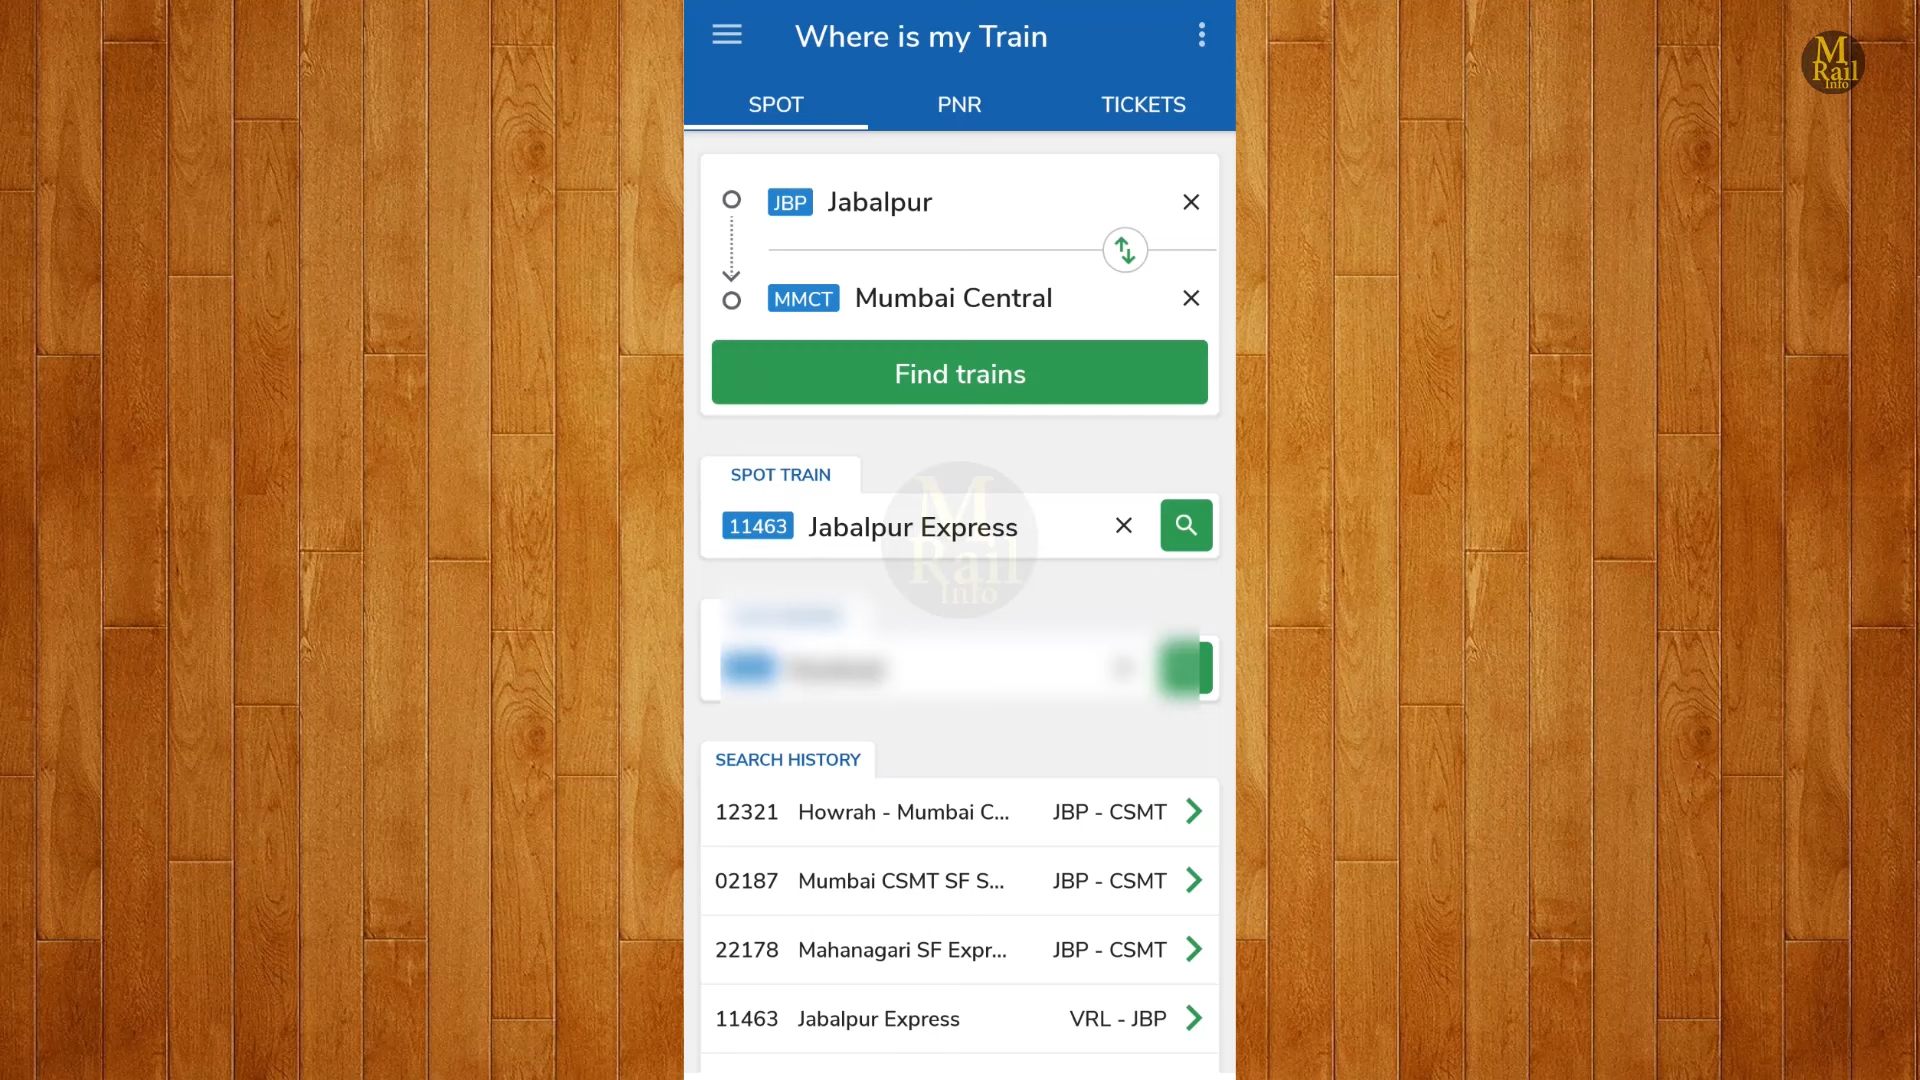 Where is my Train
SPOT PNR TICKETS
JBP Jabalpur
MMCT Mumbai Central
Find trains
SPOT TRAIN
11463 Jabalpur Express
SEARCH HISTORY
12321 Howrah - Mumbai C... JBP - CSMT
02187 Mumbai CSMT SF S... JBP - CSMT
22178 Mahanagari SF Expr... JBP - CSMT
11463 Jabalpur Express VRL - JBP
M
Rail
Info
M
Rail
Info